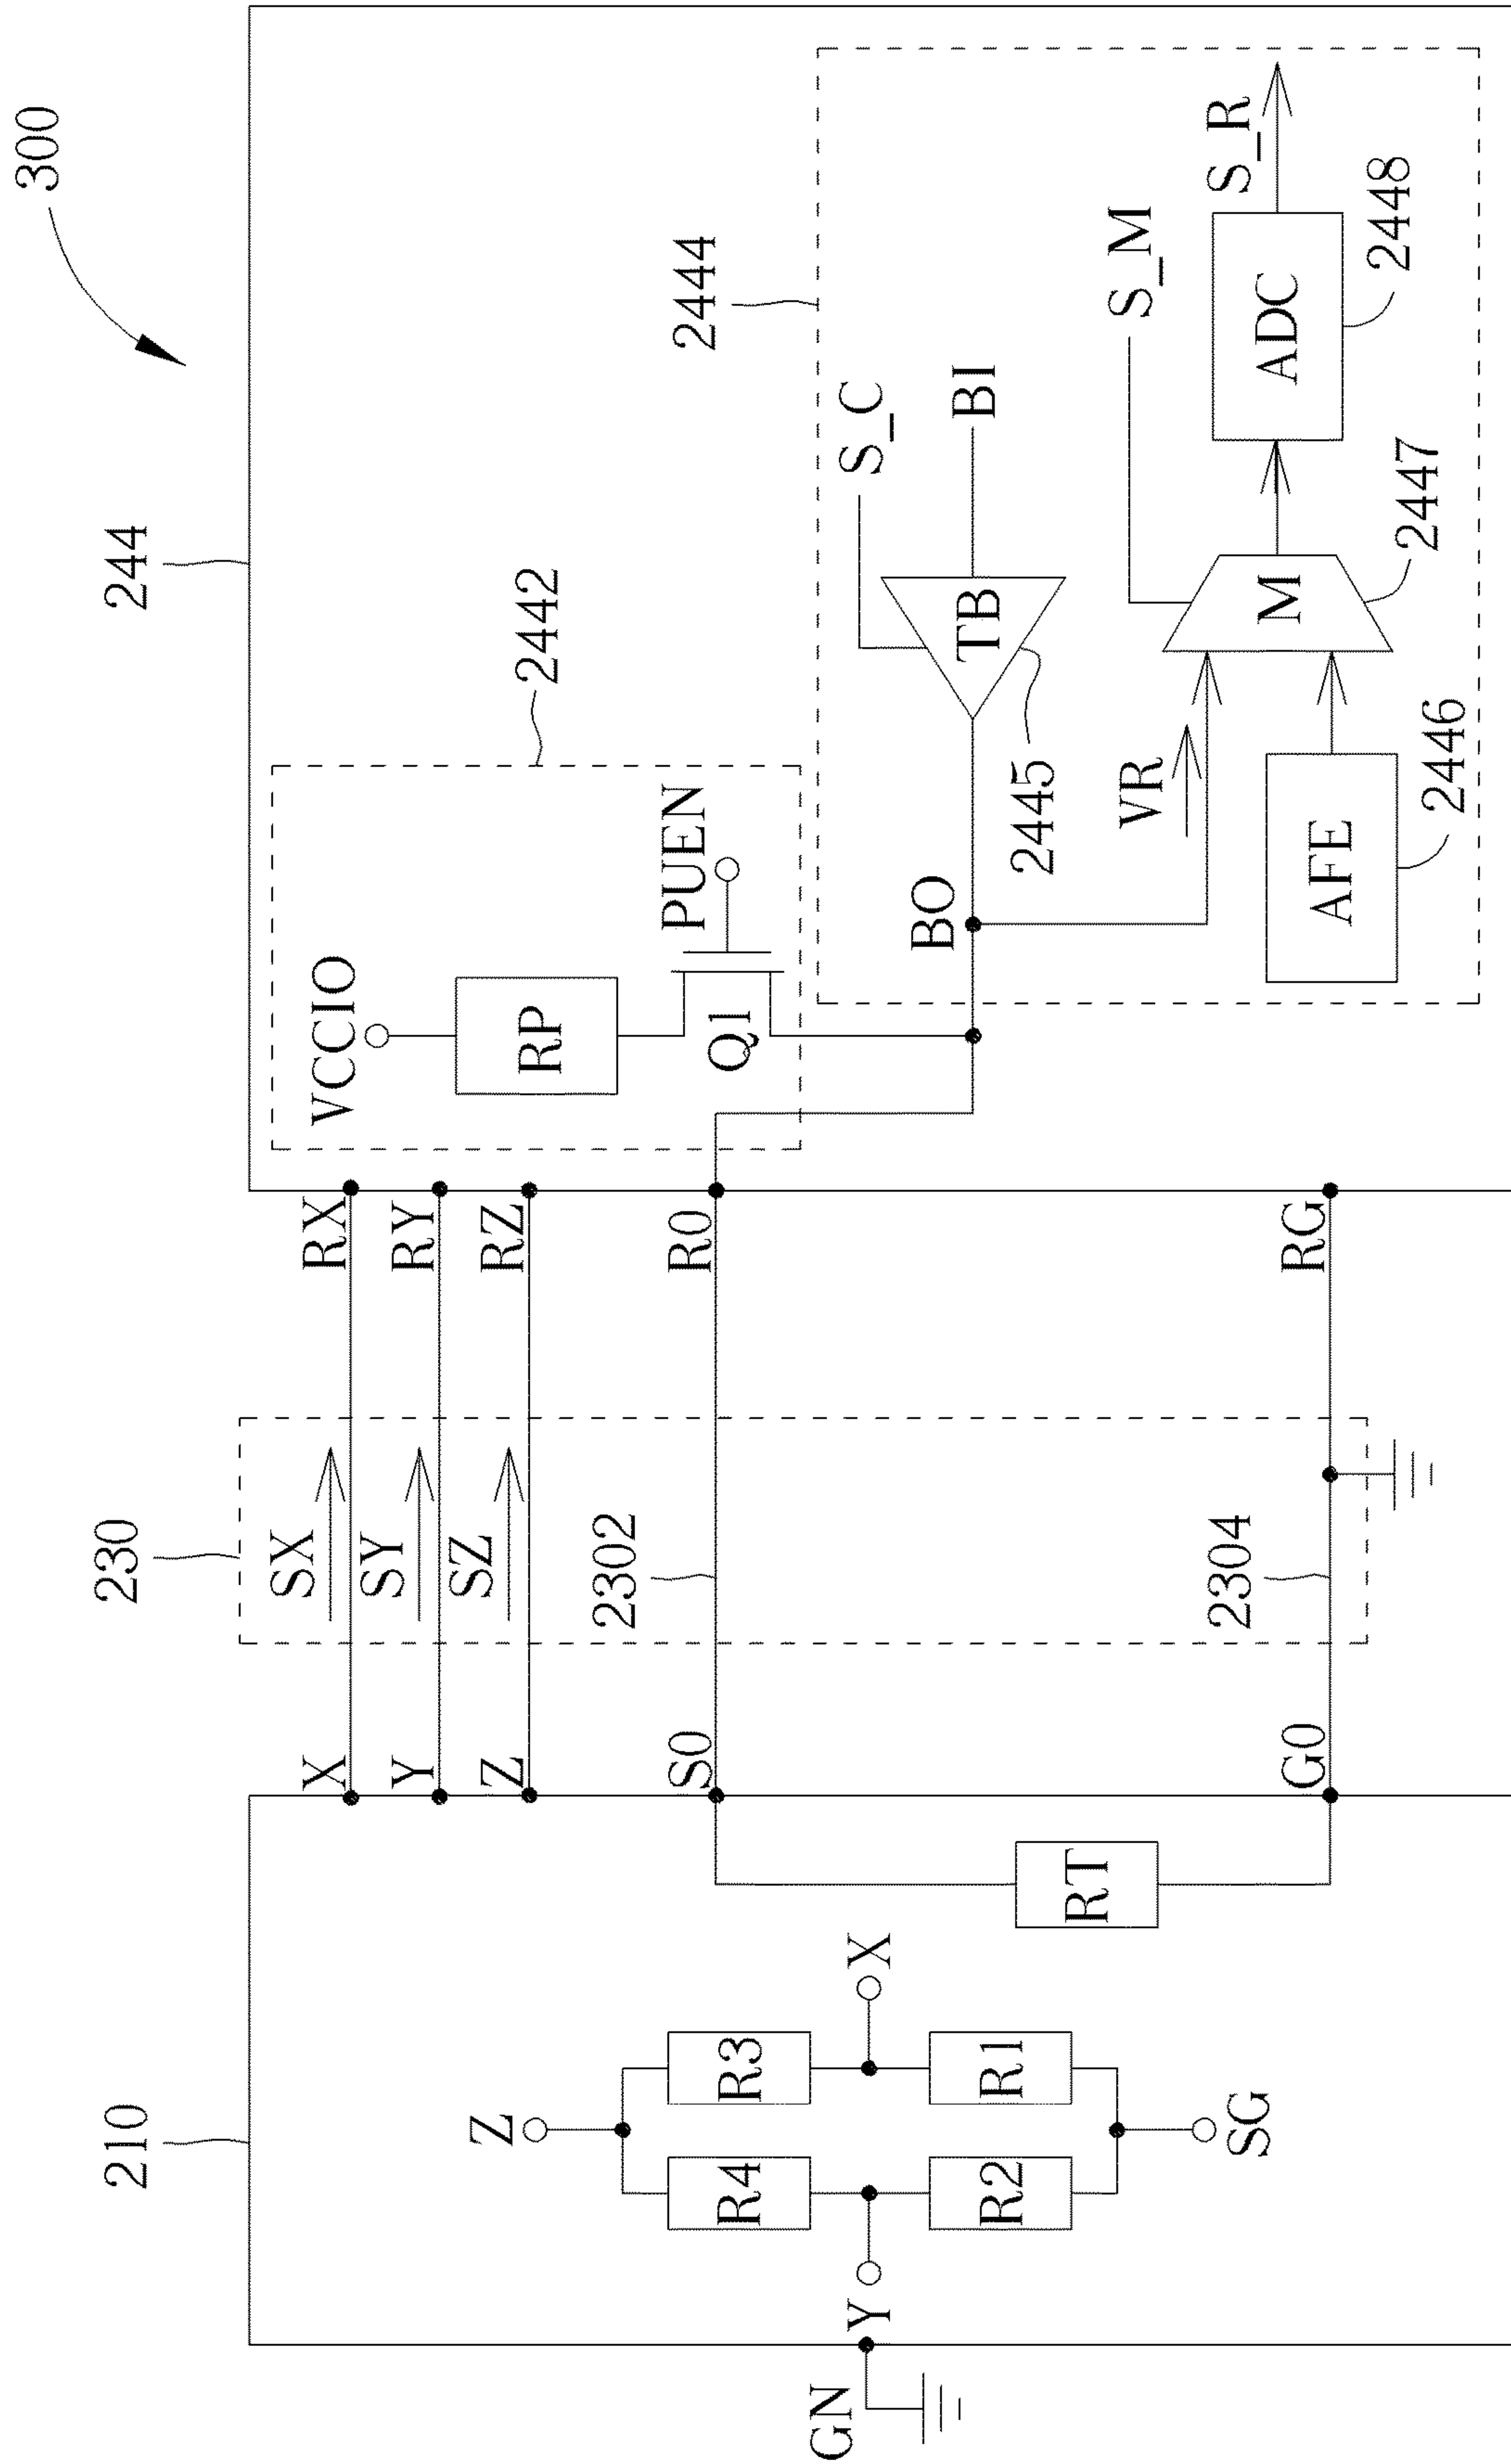 300
210
230
244
GN
Z
R4
R3
Y
X
R2
R1
SG
RT
X
Y
Z
S0
G0
SX
SY
SZ
2302
2304
RX
RY
RZ
R0
RG
2442
VCCIO
RP
Q1
PUEN
2444
BO
TB
2445
S_C
BI
VR
AFE
2446
M
2447
S_M
ADC
2448
S_R